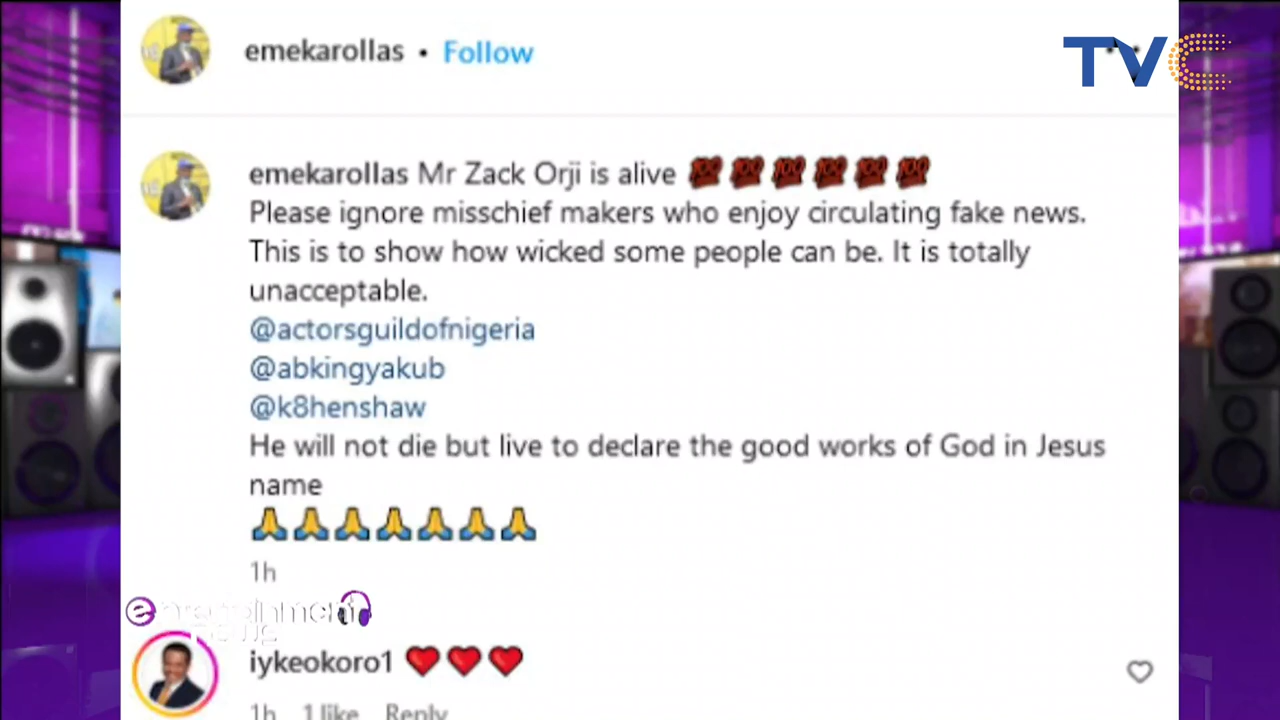 emekarollas • Follow
TVC
emekarollas Mr Zack Orji is alive 💯 💯 💯 💯 💯 💯
Please ignore misschief makers who enjoy circulating fake news.
This is to show how wicked some people can be. It is totally
unacceptable.
@actorsguildofnigeria
@abkingyakub
@k8henshaw
He will not die but live to declare the good works of God in Jesus
name
🙏🙏🙏🙏🙏🙏🙏
1h
entertainment
news
iykeokoro1 ❤️ ❤️ ❤️
1h 1 like Reply